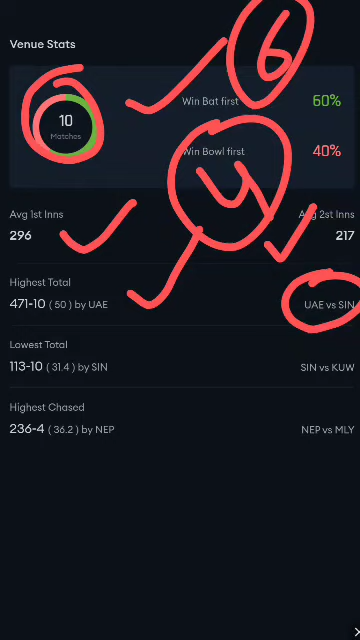 Venue Stats
6
10
Matches
Win Bat first 60%
Win Bowl first 40%
4
Avg 1st Inns Avg 2st Inns
296 217
Highest Total
471-10 ( 50 ) by UAE UAE vs SIN
Lowest Total
113-10 ( 31.4 ) by SIN SIN vs KUW
Highest Chased
236-4 ( 36.2 ) by NEP NEP vs MLY